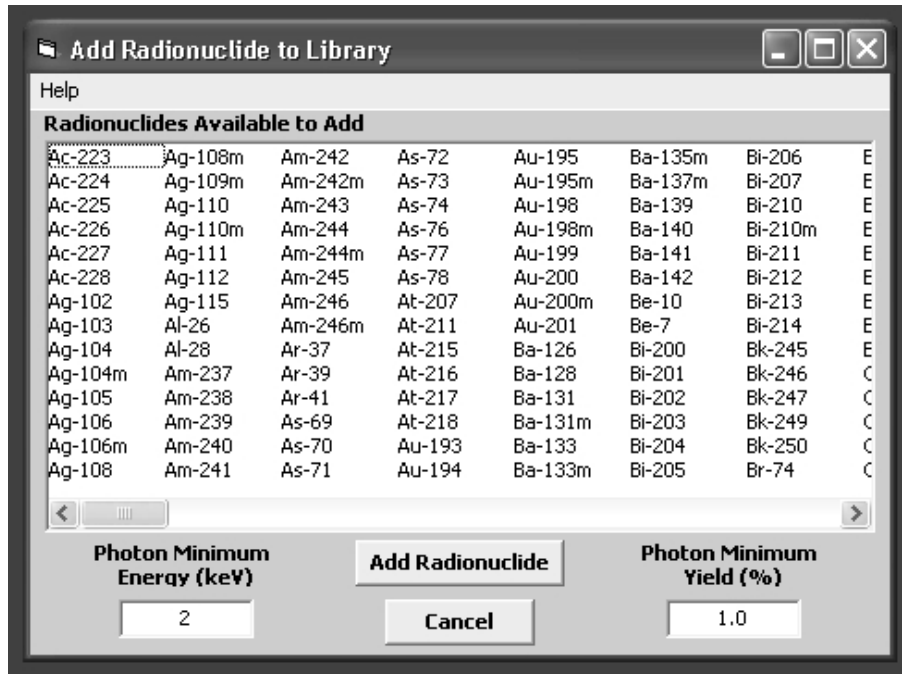 Add Radionuclide to Library
Help
Radionuclides Available to Add
Ac-223 Ag-108m Am-242 As-72 Au-195 Ba-135m Bi-206
Ac-224 Ag-109m Am-242m As-73 Au-195m Ba-137m Bi-207
Ac-225 Ag-110 Am-243 As-74 Au-198 Ba-139 Bi-210
Ac-226 Ag-110m Am-244 As-76 Au-198m Ba-140 Bi-210m
Ac-227 Ag-111 Am-244m As-77 Au-199 Ba-141 Bi-211
Ac-228 Ag-112 Am-245 As-78 Au-200 Ba-142 Bi-212
Ag-102 Ag-115 Am-246 At-207 Au-200m Be-10 Bi-213
Ag-103 Al-26 Am-246m At-211 Au-201 Be-7 Bi-214
Ag-104 Al-28 Ar-37 At-215 Ba-126 Bi-200 Bk-245
Ag-104m Am-237 Ar-39 At-216 Ba-128 Bi-201 Bk-246
Ag-105 Am-238 Ar-41 At-217 Ba-131 Bi-202 Bk-247
Ag-106 Am-239 As-69 At-218 Ba-131m Bi-203 Bk-249
Ag-106m Am-240 As-70 Au-193 Ba-133 Bi-204 Bk-250
Ag-108 Am-241 As-71 Au-194 Ba-133m Bi-205 Br-74
Photon Minimum
Energy (keV)
2
Add Radionuclide
Cancel
Photon Minimum
Yield (%)
1.0